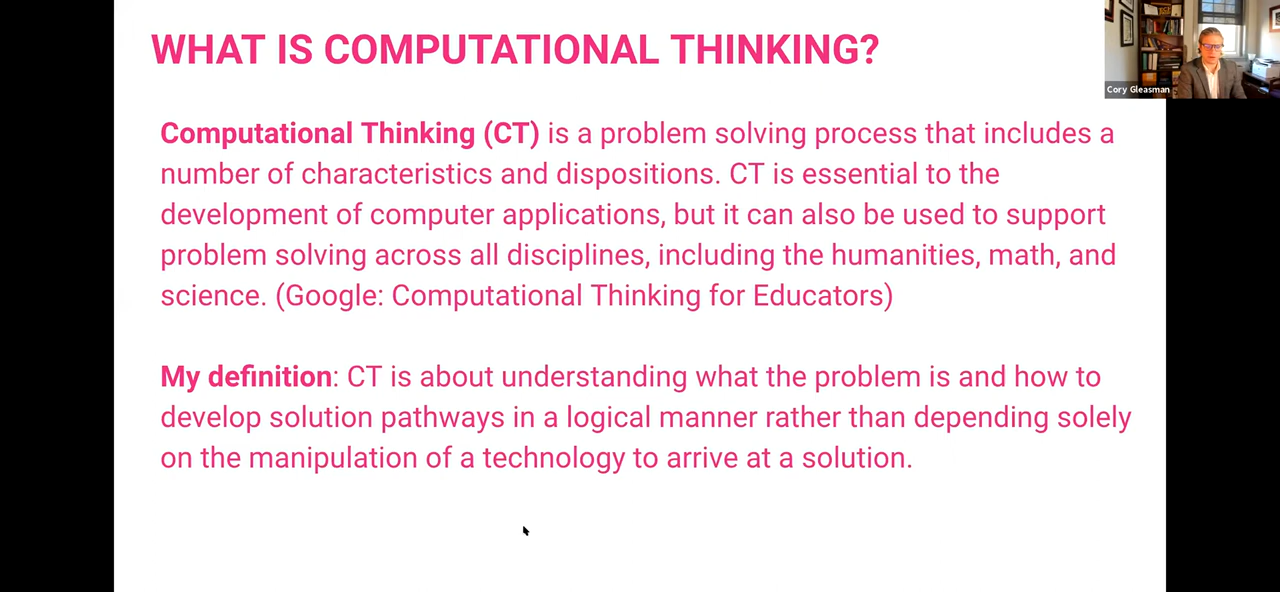 WHAT IS COMPUTATIONAL THINKING?
Cory Gleasman
Computational Thinking (CT) is a problem solving process that includes a
number of characteristics and dispositions. CT is essential to the
development of computer applications, but it can also be used to support
problem solving across all disciplines, including the humanities, math, and
science. (Google: Computational Thinking for Educators)
My definition: CT is about understanding what the problem is and how to
develop solution pathways in a logical manner rather than depending solely
on the manipulation of a technology to arrive at a solution.